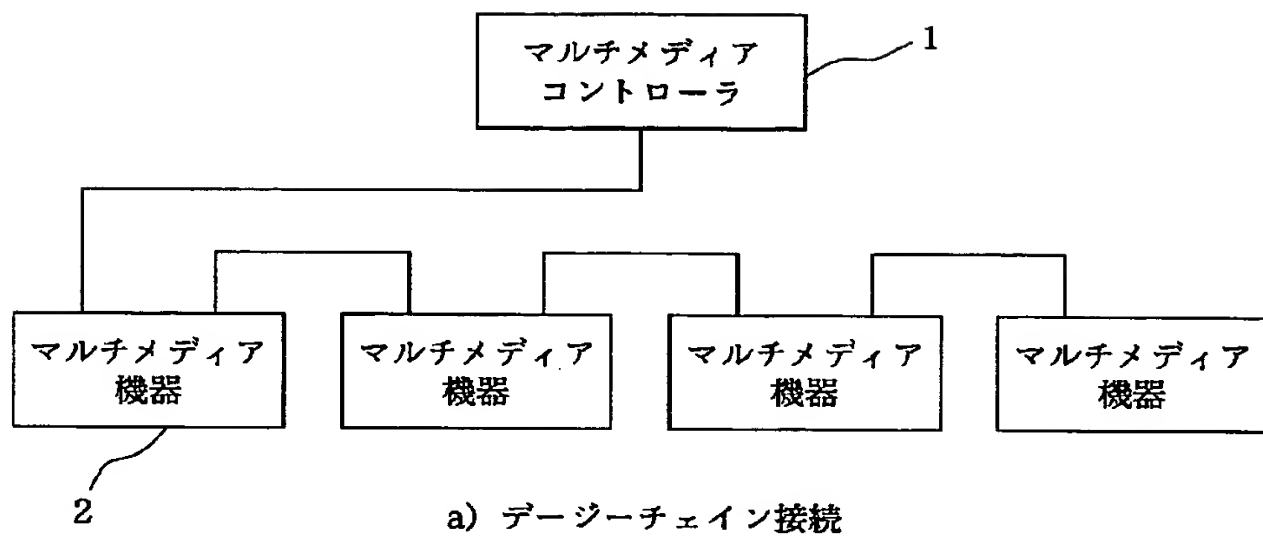 マルチメディア
コントローラ
1
マルチメディア
機器
マルチメディア
機器
マルチメディア
機器
マルチメディア
機器
2
a) デージーチェイン接続